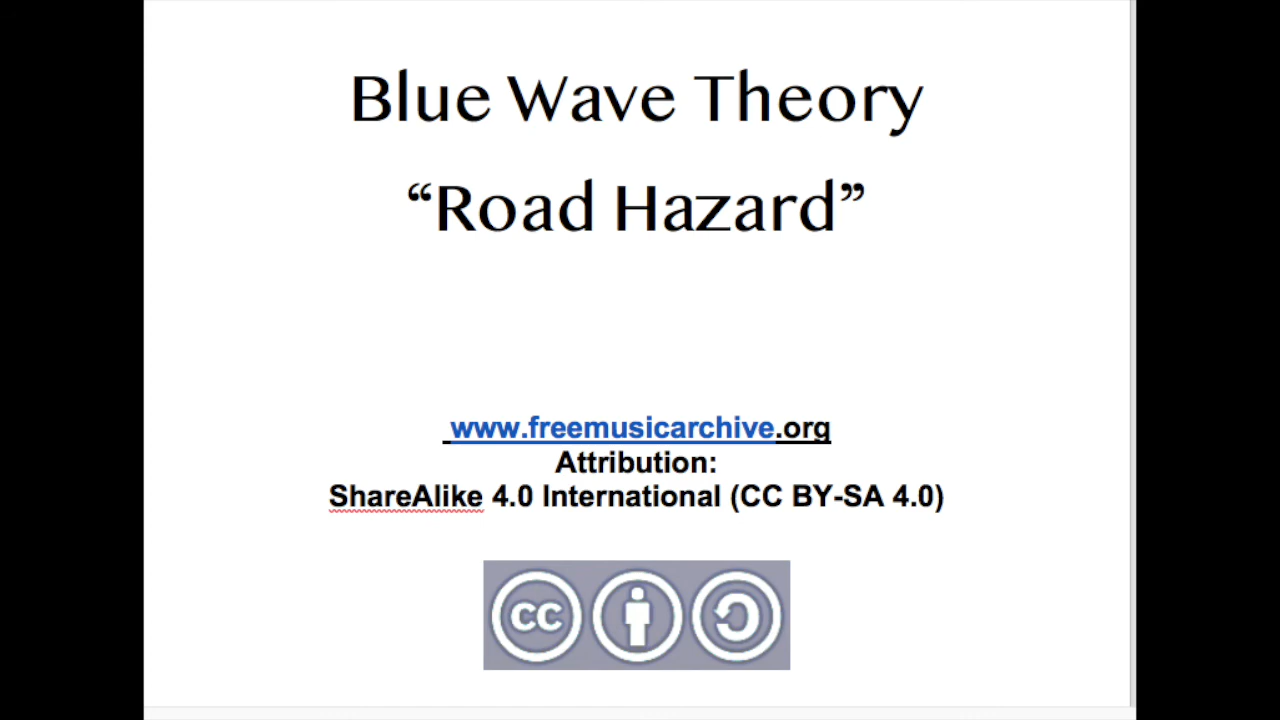 Blue Wave Theory
“Road Hazard”
www.freemusicarchive.org
Attribution:
ShareAlike 4.0 International (CC BY-SA 4.0)
cc